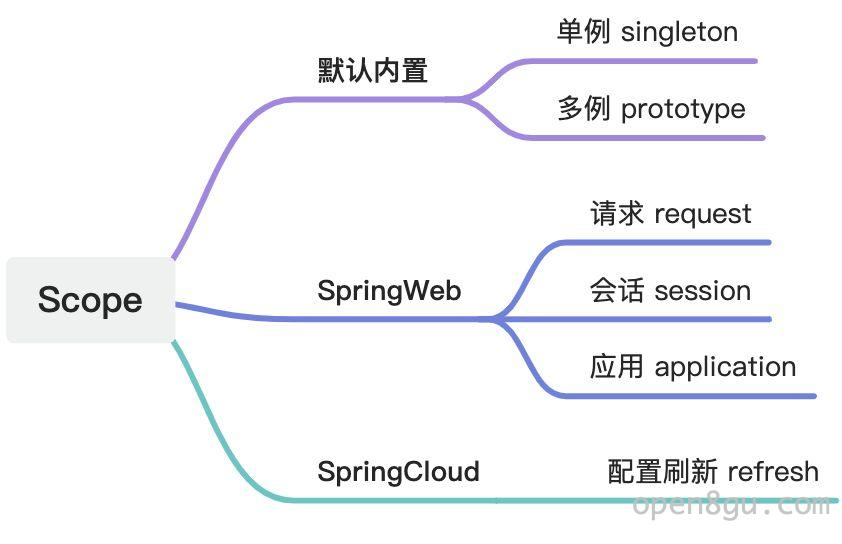 Scope
默认内置
单例 singleton
多例 prototype
SpringWeb
请求 request
会话 session
应用 application
SpringCloud
配置刷新 refresh
open8gu.com